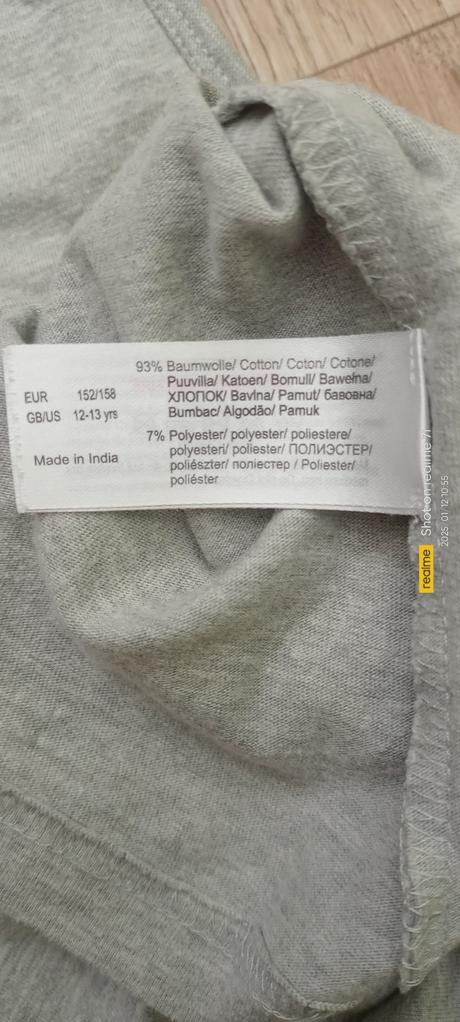 EUR 152/158
GB/US 12-13 yrs
Made in India
93% Baumwolle/ Cotton/ Coton/ Cotone/
Puuvilla/ Katoen/ Bomull/ Bawełna/
ХЛОПОК/ Bavlna/ Pamut/ бавовна/
Bumbac/ Algodão/ Pamuk
7% Polyester/ polyester/ poliestere/
polyesteri/ poliester/ ПОЛИЭСТЕР/
poliészter/ поліестер / Poliester/
poliéster
realme Shot on realme 7i
2025 01 12 10:55